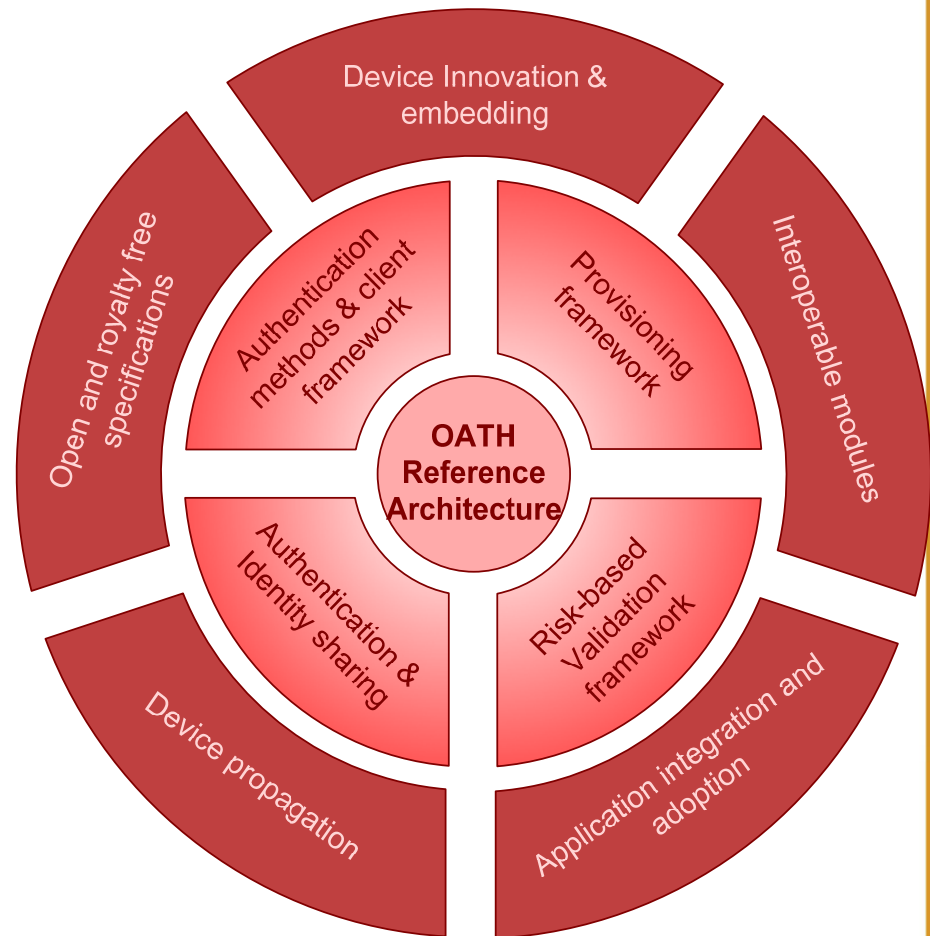 Device Innovation &
embedding
Open and royalty free
specifications
Interoperable modules
Authentication
methods & client
framework
Provisioning
framework
OATH
Reference
Architecture
Authentication &
Identity sharing
Risk-based
Validation
framework
Device propagation
Application integration and
adoption